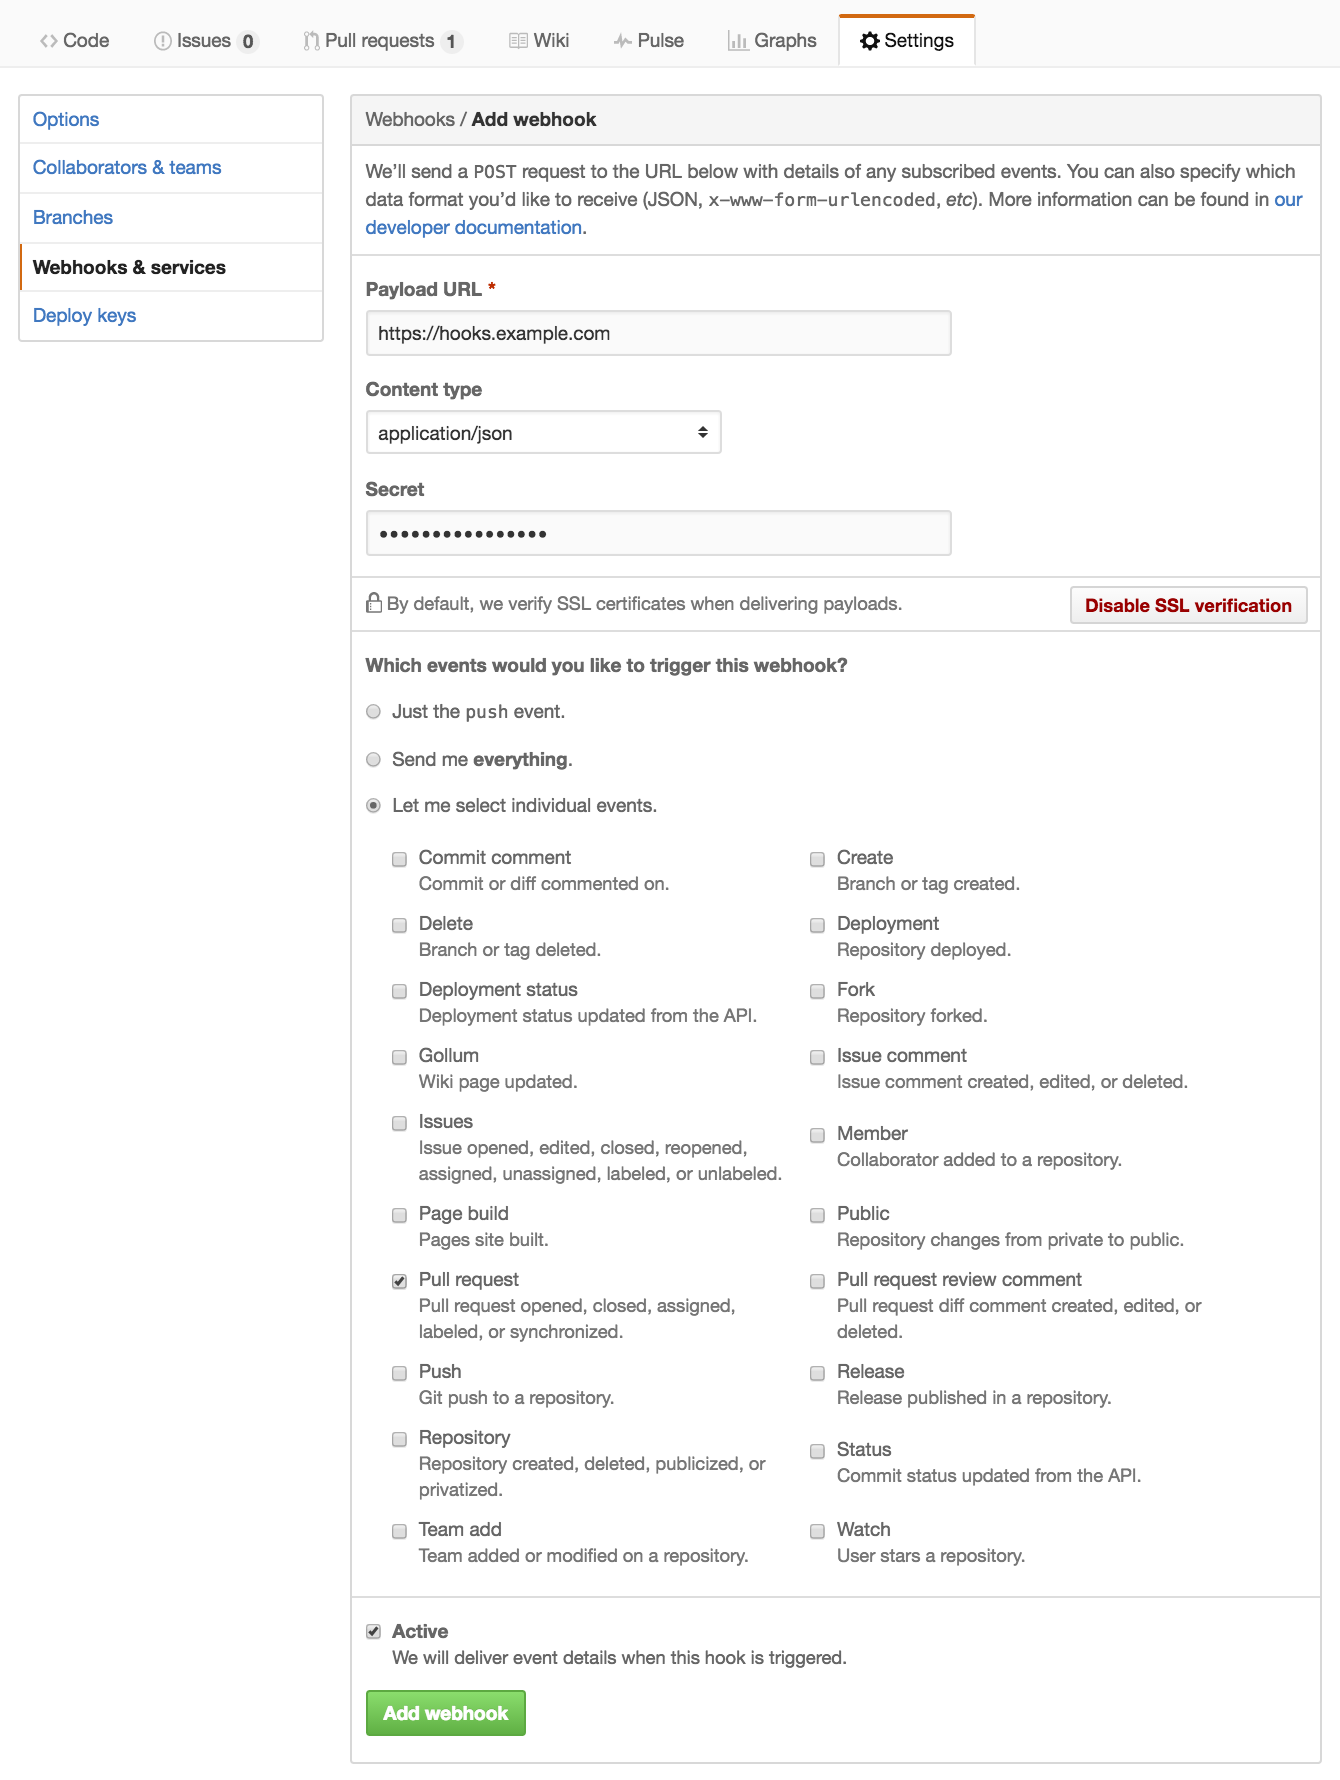 Code Issues 0 Pull requests 1 Wiki Pulse Graphs Settings
Options
Collaborators & teams
Branches
Webhooks & services
Deploy keys
Webhooks / Add webhook
We’ll send a POST request to the URL below with details of any subscribed events. You can also specify which
data format you’d like to receive (JSON, x-www-form-urlencoded, etc). More information can be found in our
developer documentation.
Payload URL *
https://hooks.example.com
Content type
application/json
Secret
••••••••••••••••
By default, we verify SSL certificates when delivering payloads.
Disable SSL verification
Which events would you like to trigger this webhook?
Just the push event.
Send me everything.
Let me select individual events.
Commit comment
Commit or diff commented on.
Create
Branch or tag created.
Delete
Branch or tag deleted.
Deployment
Repository deployed.
Deployment status
Deployment status updated from the API.
Fork
Repository forked.
Gollum
Wiki page updated.
Issue comment
Issue comment created, edited, or deleted.
Issues
Issue opened, edited, closed, reopened,
assigned, unassigned, labeled, or unlabeled.
Member
Collaborator added to a repository.
Page build
Pages site built.
Public
Repository changes from private to public.
Pull request
Pull request opened, closed, assigned,
labeled, or synchronized.
Pull request review comment
Pull request diff comment created, edited, or
deleted.
Push
Git push to a repository.
Release
Release published in a repository.
Repository
Repository created, deleted, publicized, or
privatized.
Status
Commit status updated from the API.
Team add
Team added or modified on a repository.
Watch
User stars a repository.
Active
We will deliver event details when this hook is triggered.
Add webhook